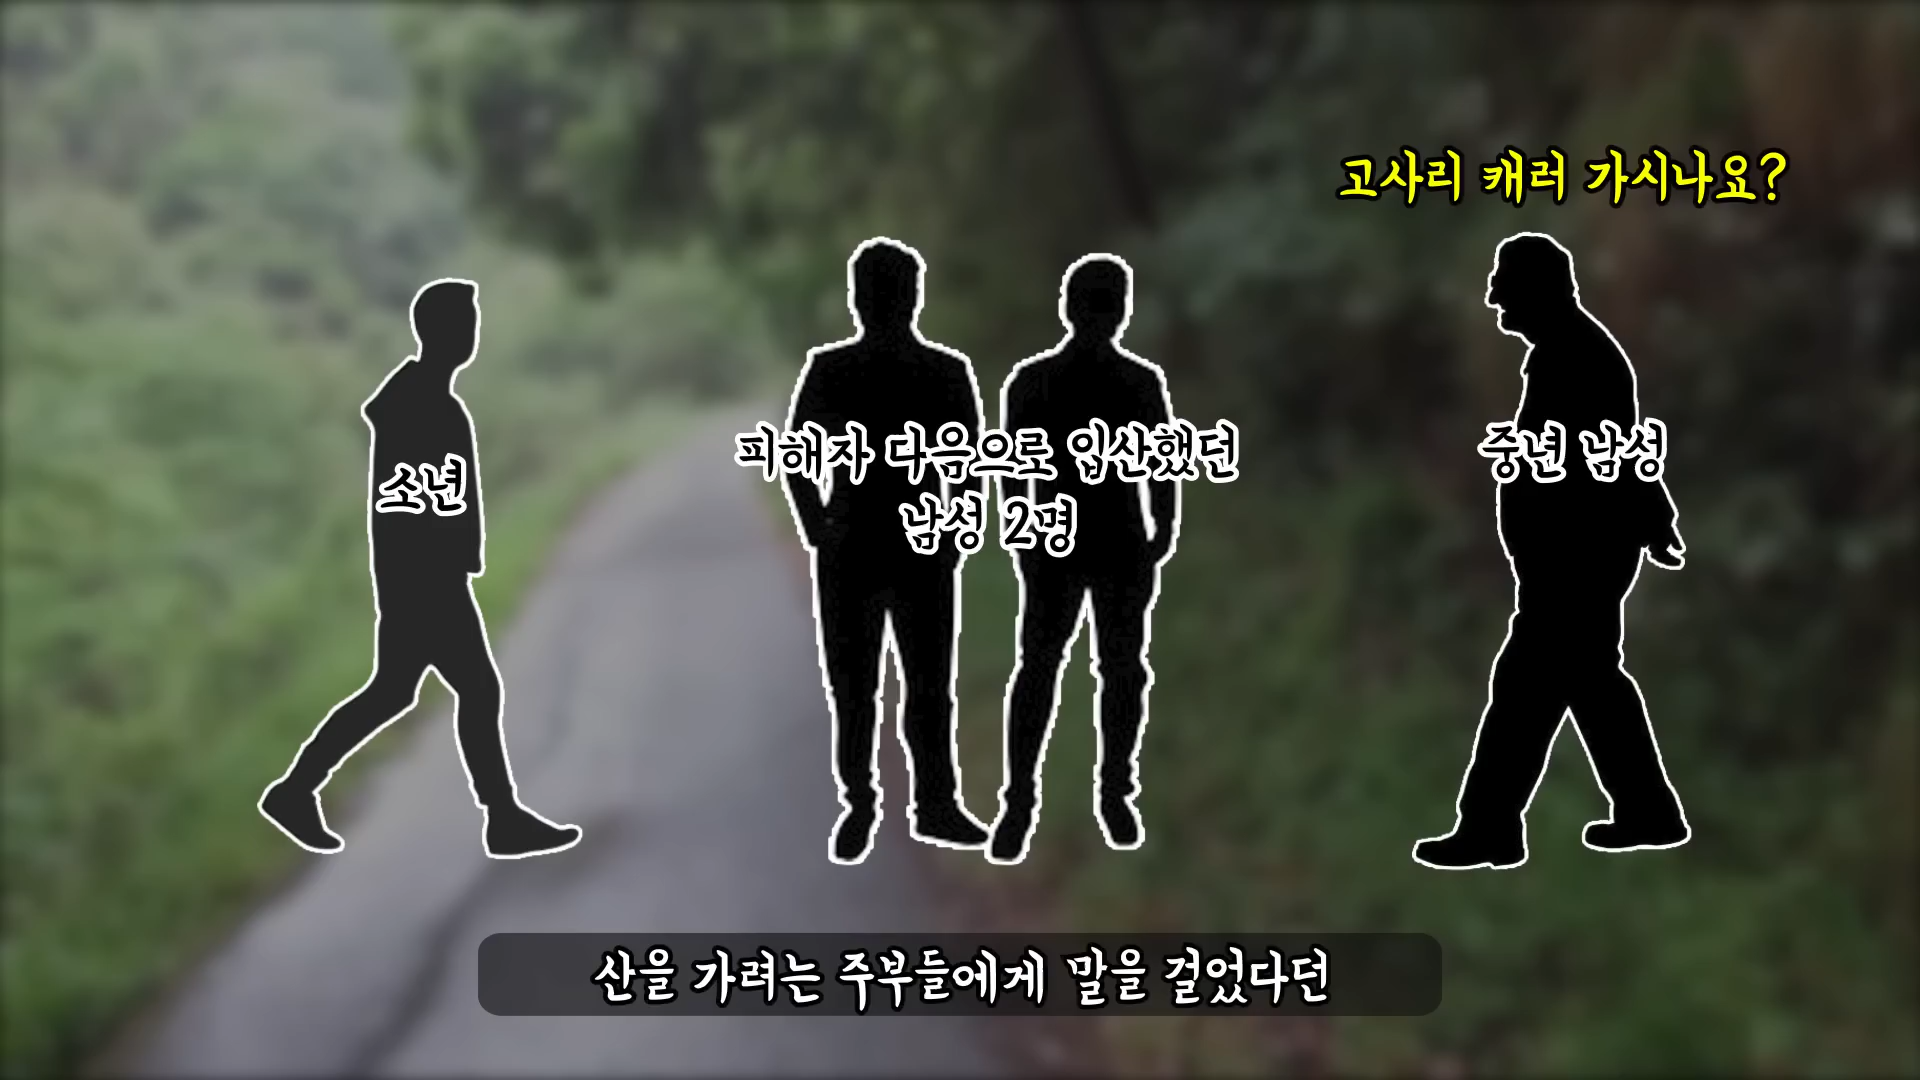 고사리 캐러 가시나요?
소년
피해자 다음으로 입산했던
남성 2명
중년 남성
산을 가려는 주부들에게 말을 걸었다던